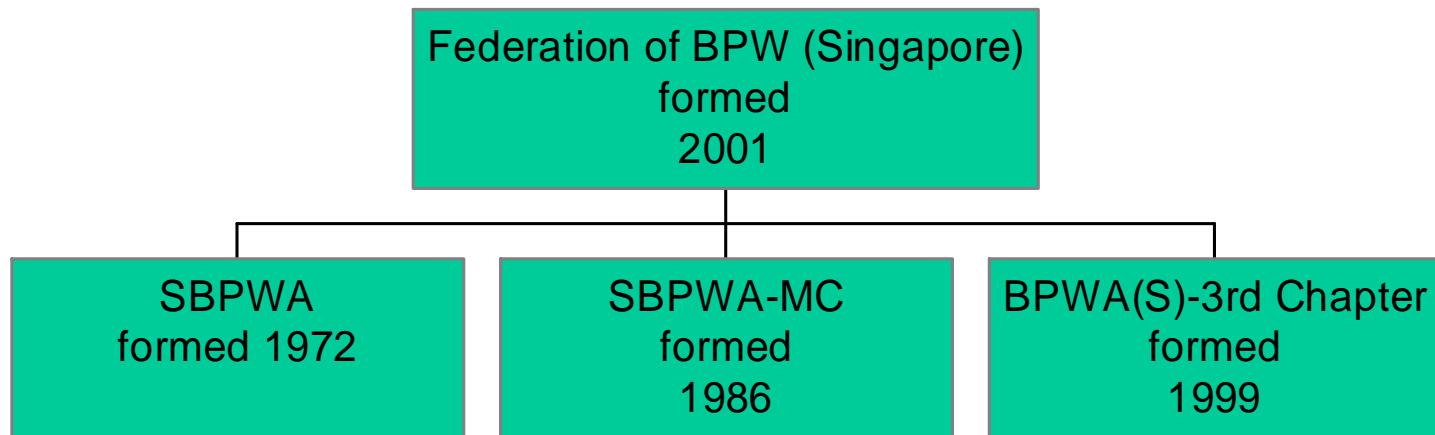 Federation of BPW (Singapore)
formed
2001
SBPWA
formed 1972
SBPWA-MC
formed
1986
BPWA(S)-3rd Chapter
formed
1999